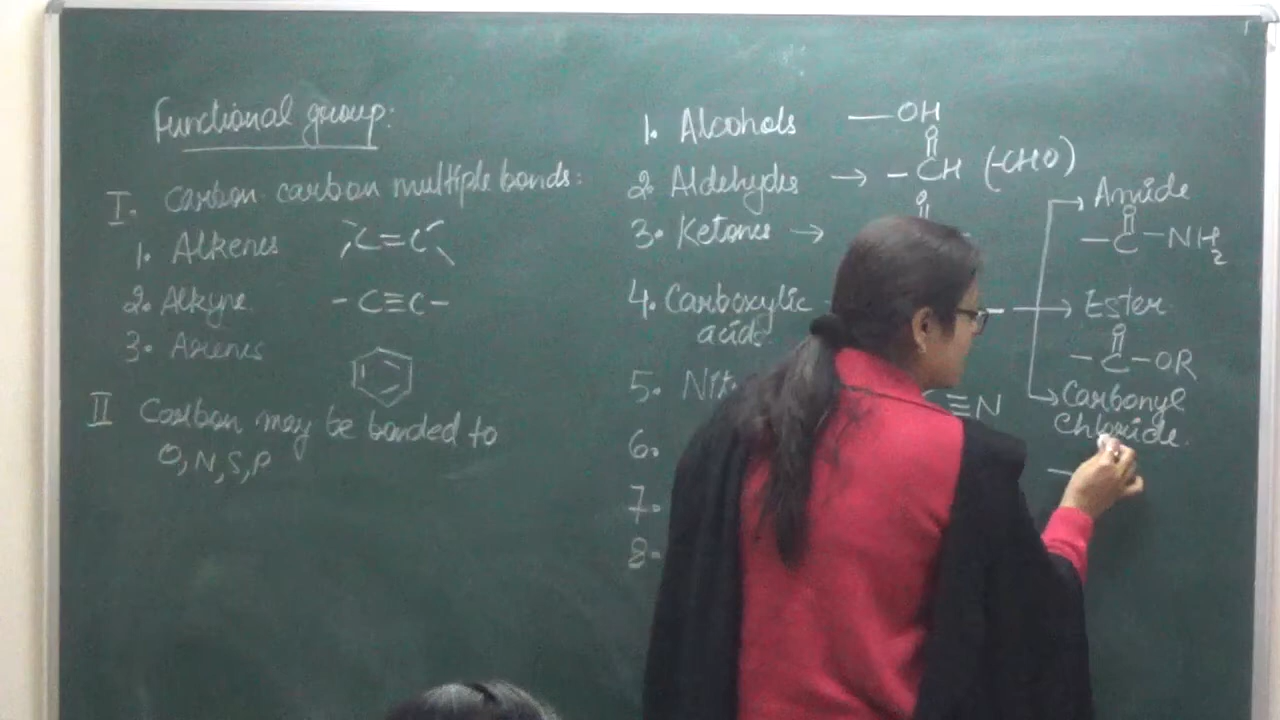 Functional group:
I. Carbon-carbon multiple bonds:
1. Alkenes C=C
2. Alkyne - C≡C -
3. Arenes
II Carbon may be bonded to
O, N, S, P
1. Alcohols —OH
2. Aldehydes → O
- CH (-CHO)
3. Ketones → O
4. Carboxylic
acids.
5.
C≡N
6.
7.
8.
→ Amide
O
- C - NH2
→ Ester
O
- C - OR
→ Carbonyl
Chloride.